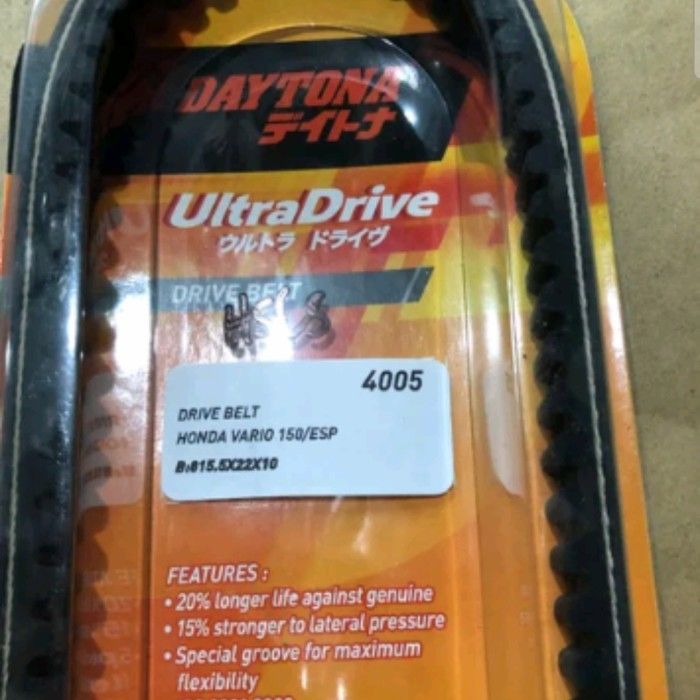 DAYTONA
デイトナ
UltraDrive
ウルトラ ドライヴ
DRIVE BELT
4005
DRIVE BELT
HONDA VARIO 150/ESP
B:815.5X22X10
FEATURES :
• 20% longer life against genuine
• 15% stronger to lateral pressure
• Special groove for maximum
flexibility